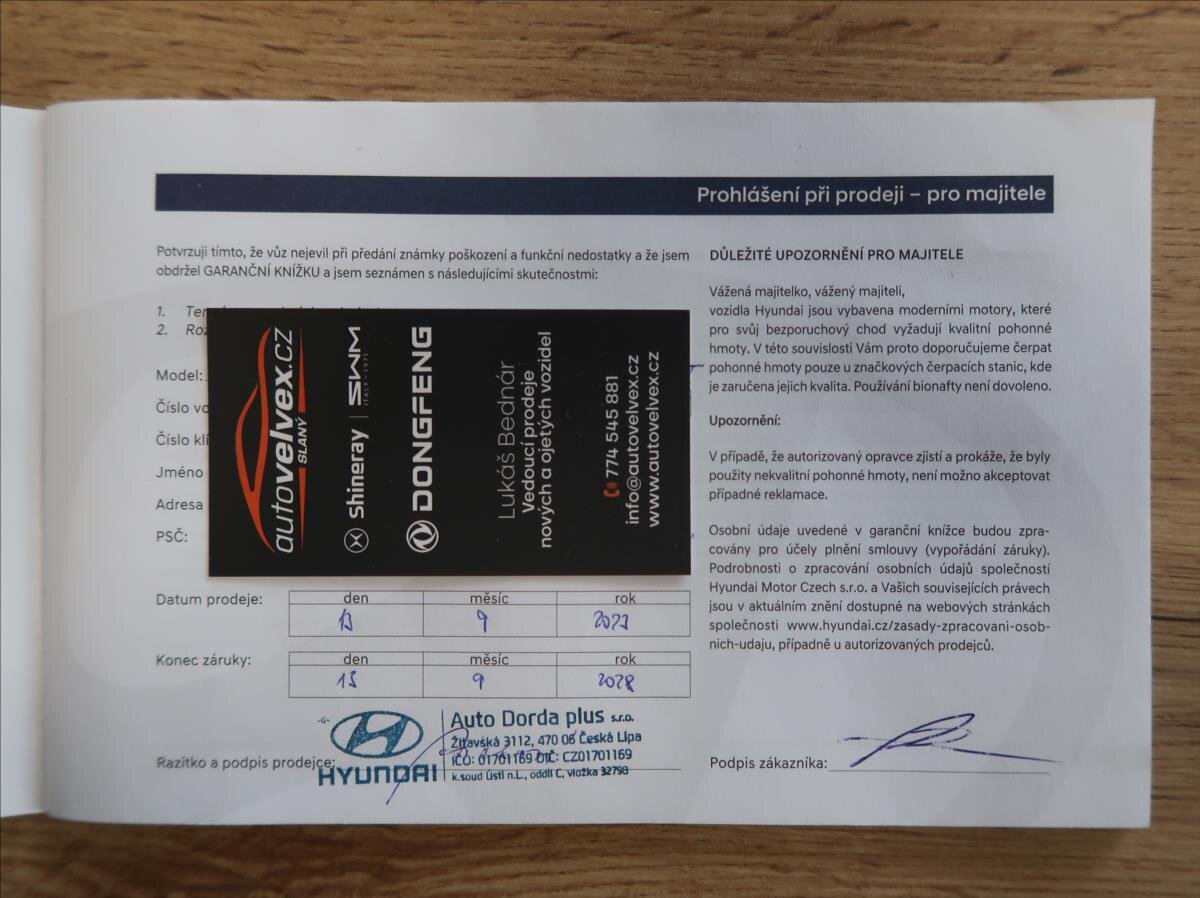 Prohlášení při prodeji – pro majitele
Potvrzuji tímto, že vůz nejevil při předání známky poškození a funkční nedostatky a že jsem
obdržel GARANČNÍ KNÍŽKU a jsem seznámen s následujícími skutečnostmi:
1.
2.
Model:
Číslo
Číslo
Jméno
Adresa
PSČ:
autovelvex.cz
SLANÝ
Shineray | SWM
ITALY·1971
DONGFENG
Lukáš Bednár
Vedoucí prodeje
nových a ojetých vozidel
774 545 881
info@autovelvex.cz
www.autovelvex.cz
Datum prodeje:
den měsíc rok
13 9 2023
Konec záruky:
den měsíc rok
9 2028
Razítko a podpis prodejce:
HYUNDAI
Auto Dorda plus s.r.o.
Žitavská 3112, 470 06 Česká Lípa
IČO: 01701169 DIČ: CZ01701169
k.soud Ústí n.L., oddíl C, vložka 32798
DŮLEŽITÉ UPOZORNĚNÍ PRO MAJITELE
Vážená majitelko, vážený majiteli,
vozidla Hyundai jsou vybavena moderními motory, které
pro svůj bezporuchový chod vyžadují kvalitní pohonné
hmoty. V této souvislosti Vám proto doporučujeme čerpat
pohonné hmoty pouze u značkových čerpacích stanic, kde
je zaručena jejich kvalita. Používání bionafty není dovoleno.
Upozornění:
V případě, že autorizovaný opravce zjistí a prokáže, že byly
použity nekvalitní pohonné hmoty, není možno akceptovat
případné reklamace.
Osobní údaje uvedené v garanční knížce budou zpra-
covány pro účely plnění smlouvy (vypořádání záruky).
Podrobnosti o zpracování osobních údajů společností
Hyundai Motor Czech s.r.o. a Vašich souvisejících právech
jsou v aktuálním znění dostupné na webových stránkách
společnosti www.hyundai.cz/zasady-zpracovani-osob-
nich-udaju, případně u autorizovaných prodejců.
Podpis zákazníka: